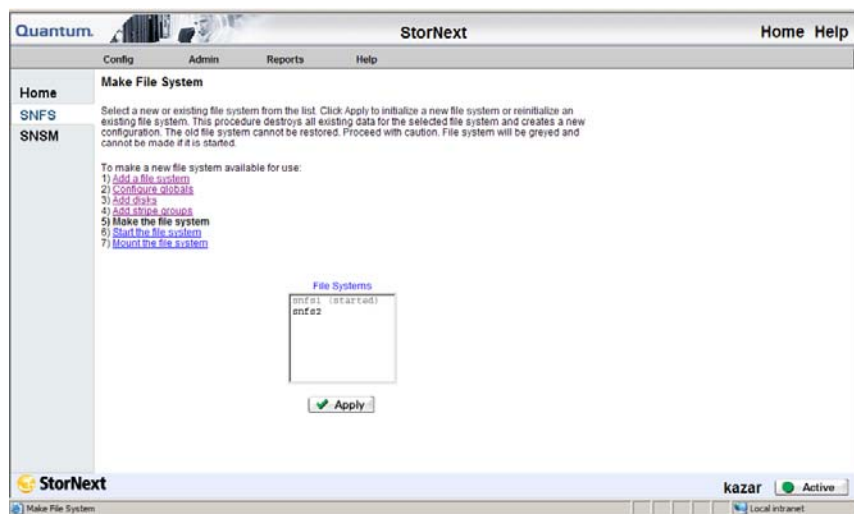 Quantum. StorNext Home Help
Config Admin Reports Help
Home
SNFS
SNSM
Make File System
Select a new or existing file system from the list. Click Apply to initialize a new file system or reinitialize an
existing file system. This procedure destroys all existing data for the selected file system and creates a new
configuration. The old file system cannot be restored. Proceed with caution. File system will be greyed and
cannot be made if it is started.
To make a new file system available for use:
1) Add a file system
2) Configure globals
3) Add disks
4) Add stripe groups
5) Make the file system
6) Start the file system
7) Mount the file system
File Systems
snfs1 (started)
snfs2
Apply
StorNext kazar Active
Make File System Local intranet